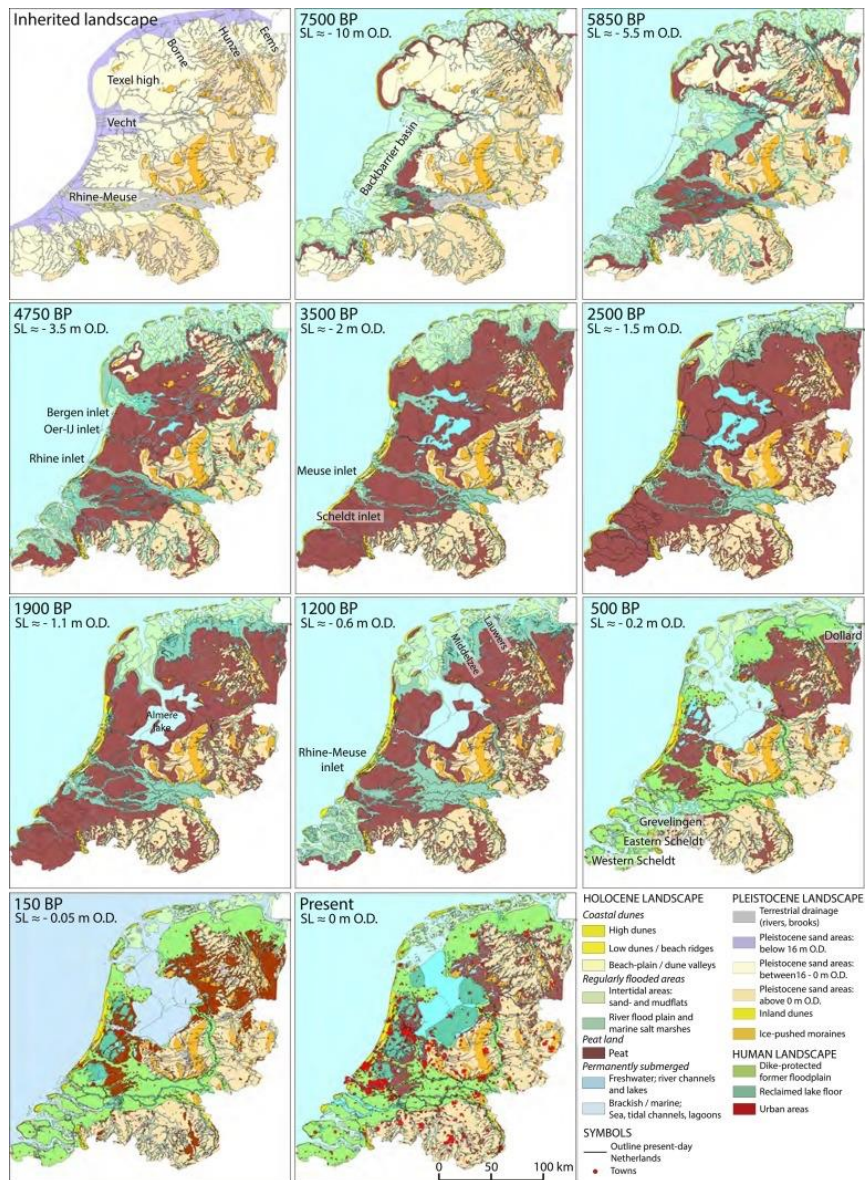 Inherited landscape
Borne
Hunze
Eems
Texel high
Vecht
Rhine-Meuse
7500 BP
SL ≈ - 10 m O.D.
Backbarrier basin
5850 BP
SL ≈ - 5.5 m O.D.
4750 BP
SL ≈ - 3.5 m O.D.
Bergen inlet
Oer-IJ inlet
Rhine inlet
3500 BP
SL ≈ - 2 m O.D.
Meuse inlet
Scheldt inlet
2500 BP
SL ≈ - 1.5 m O.D.
1900 BP
SL ≈ - 1.1 m O.D.
Almere
lake
1200 BP
SL ≈ - 0.6 m O.D.
Middelzee
Lauwers
Rhine-Meuse
inlet
500 BP
SL ≈ - 0.2 m O.D.
Dollard
Grevelingen
Eastern Scheldt
Western Scheldt
150 BP
SL ≈ - 0.05 m O.D.
Present
SL ≈ 0 m O.D.
0 50 100 km
HOLOCENE LANDSCAPE
Coastal dunes
High dunes
Low dunes / beach ridges
Beach-plain / dune valleys
Regularly flooded areas
Intertidal areas:
sand- and mudflats
River flood plain and
marine salt marshes
Peat land
Peat
Permanently submerged
Freshwater; river channels
and lakes
Brackish / marine;
Sea, tidal channels, lagoons
SYMBOLS
Outline present-day
Netherlands
Towns
PLEISTOCENE LANDSCAPE
Terrestrial drainage
(rivers, brooks)
Pleistocene sand areas:
below 16 m O.D.
Pleistocene sand areas:
between16 - 0 m O.D.
Pleistocene sand areas:
above 0 m O.D.
Inland dunes
Ice-pushed moraines
HUMAN LANDSCAPE
Dike-protected
former floodplain
Reclaimed lake floor
Urban areas